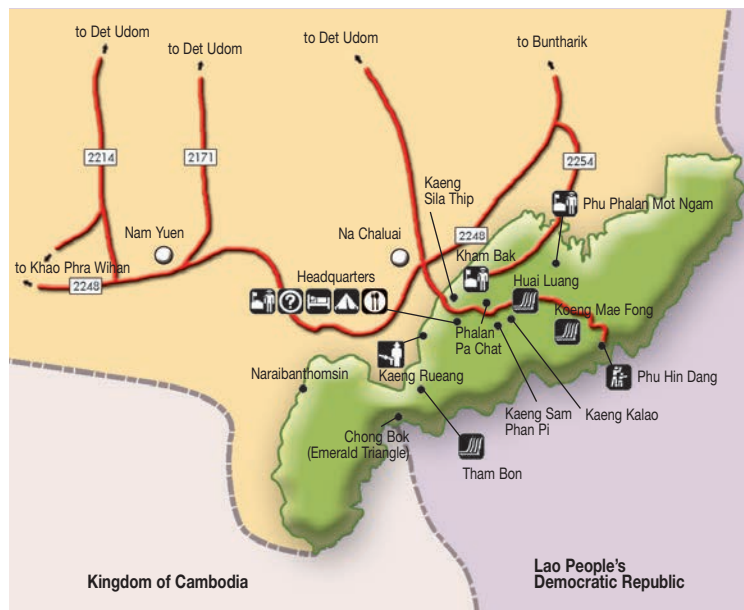 to Det Udom
to Det Udom
to Det Udom
to Buntharik
2214
2171
2254
Kaeng
Sila Thip
Phu Phalan Mot Ngam
Nam Yuen
Na Chaluai
2248
Kham Bak
to Khao Phra Wihan
2248
Headquarters
?
Huai Luang
Koeng Mae Fong
Phalan
Pa Chat
Naraibanthomsin
Kaeng Rueang
Phu Hin Dang
Kaeng Sam
Phan Pi
Kaeng Kalao
Chong Bok
(Emerald Triangle)
Tham Bon
Kingdom of Cambodia
Lao People's
Democratic Republic